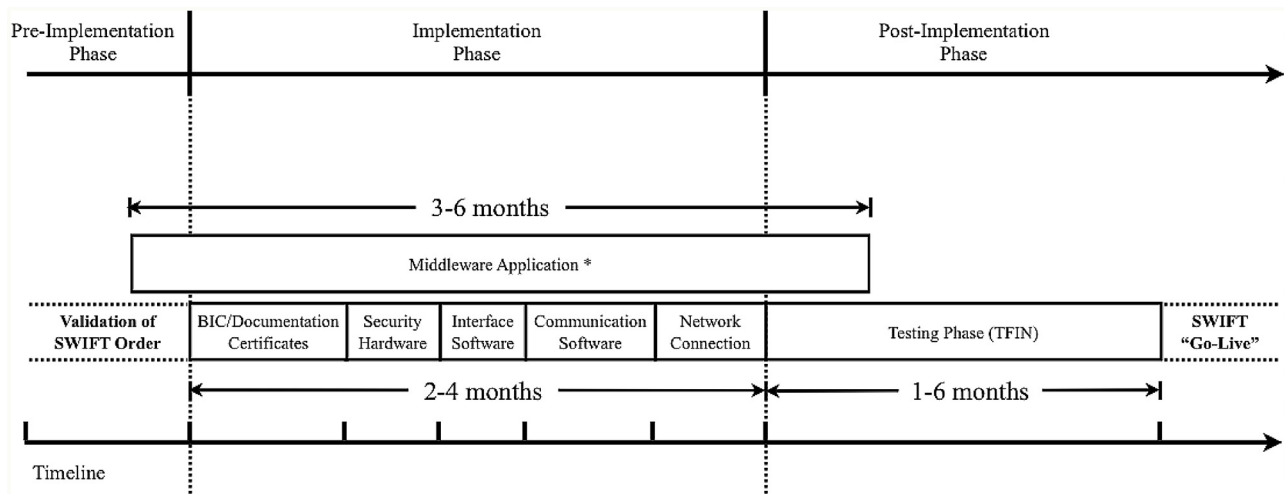 Pre-Implementation
Phase
Implementation
Phase
Post-Implementation
Phase
3-6 months
Middleware Application *
Validation of
SWIFT Order
BIC/Documentation
Certificates
Security
Hardware
Interface
Software
Communication
Software
Network
Connection
Testing Phase (TFIN)
SWIFT
“Go-Live”
2-4 months
1-6 months
Timeline